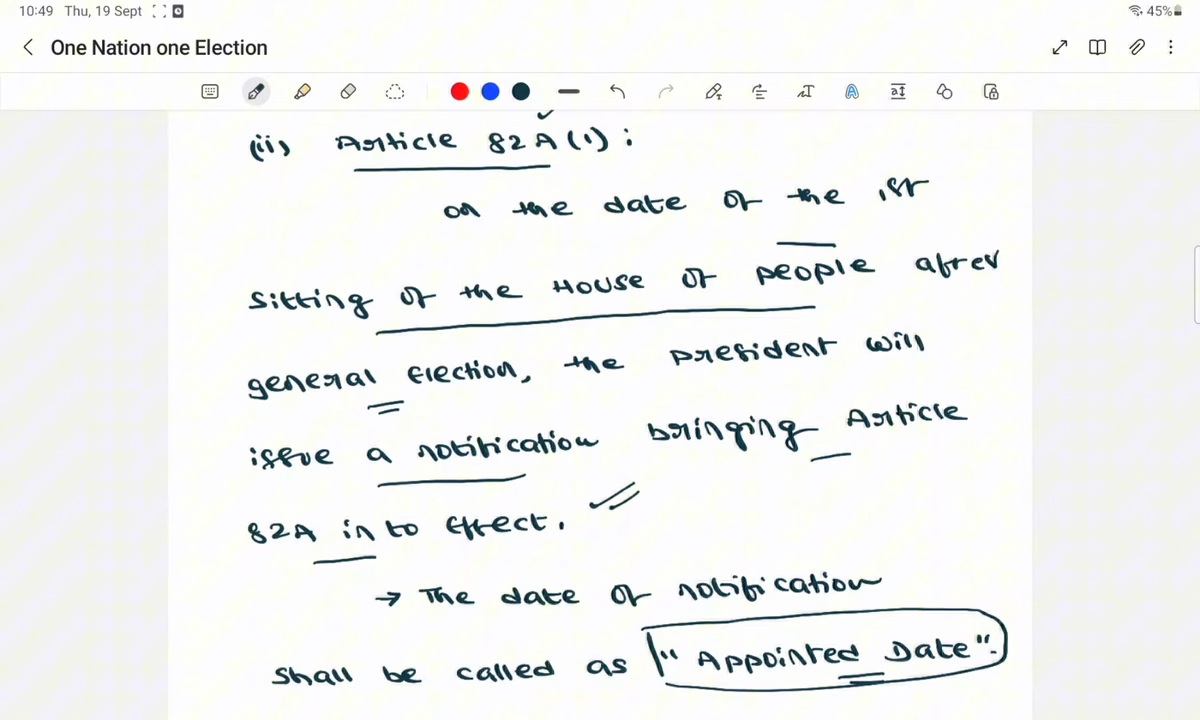 10:49 Thu, 19 Sept 45%
One Nation one Election
(ii) Article 82A(1):
on the date of the 1st
Sitting of the House of people after
general Election, the president will
issue a notification bringing Article
82A in to Effect.
→ The date of notification
shall be called as "Appointed Date".